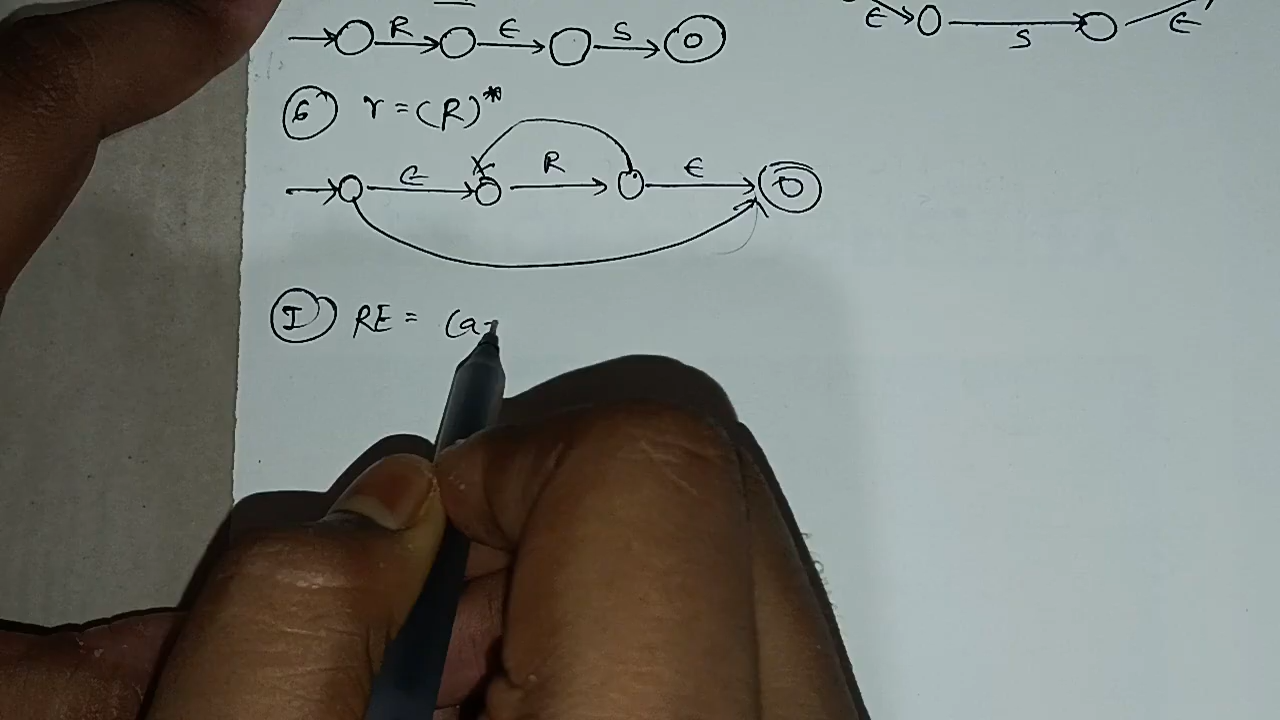 R ϵ S
ϵ S ϵ
6 r = (R)*
ϵ R ϵ
I RE = (a-